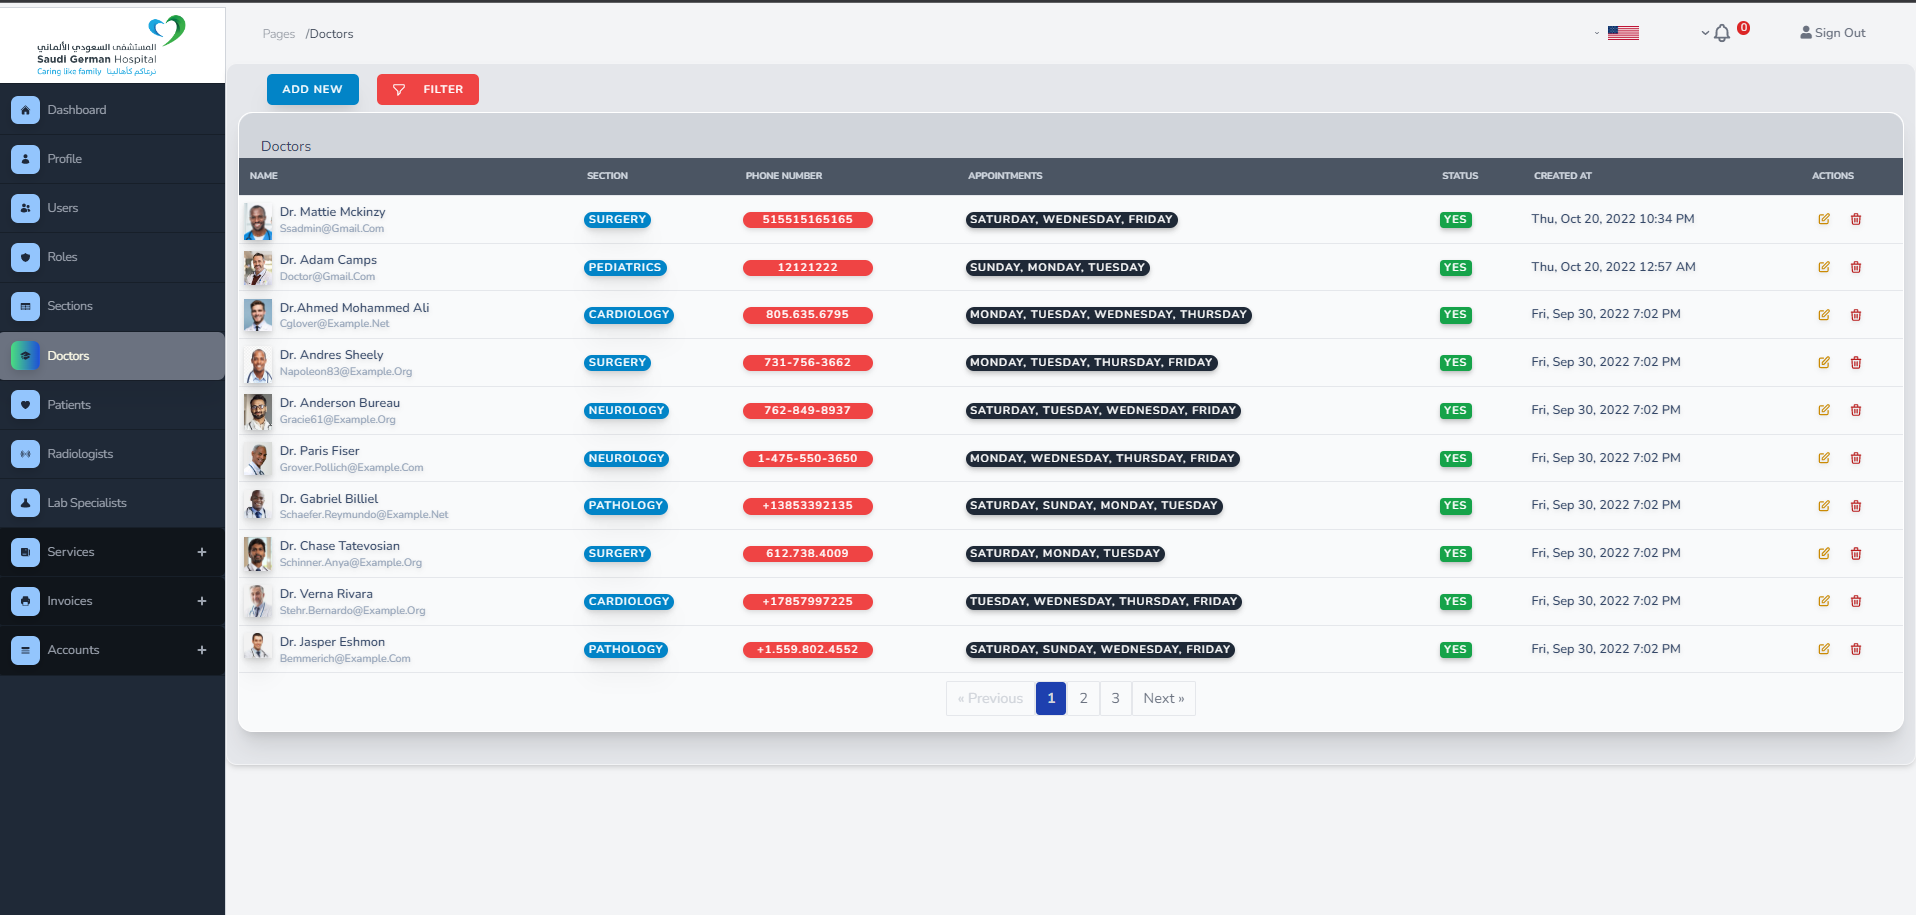 المستشفى السعودي الألماني
Saudi German Hospital
Caring like family نرعاكم كأهالينا
Pages /Doctors
0
Sign Out
Dashboard
Profile
Users
Roles
Sections
Doctors
Patients
Radiologists
Lab Specialists
Services +
Invoices +
Accounts +
ADD NEW FILTER
Doctors
NAME SECTION PHONE NUMBER APPOINTMENTS STATUS CREATED AT ACTIONS
Dr. Mattie Mckinzy
Ssadmin@Gmail.Com
SURGERY 515515165165 SATURDAY, WEDNESDAY, FRIDAY YES Thu, Oct 20, 2022 10:34 PM
Dr. Adam Camps
Doctor@Gmail.Com
PEDIATRICS 12121222 SUNDAY, MONDAY, TUESDAY YES Thu, Oct 20, 2022 12:57 AM
Dr.Ahmed Mohammed Ali
Cglover@Example.Net
CARDIOLOGY 805.635.6795 MONDAY, TUESDAY, WEDNESDAY, THURSDAY YES Fri, Sep 30, 2022 7:02 PM
Dr. Andres Sheely
Napoleon83@Example.Org
SURGERY 731-756-3662 MONDAY, TUESDAY, THURSDAY, FRIDAY YES Fri, Sep 30, 2022 7:02 PM
Dr. Anderson Bureau
Gracie61@Example.Org
NEUROLOGY 762-849-8937 SATURDAY, TUESDAY, WEDNESDAY, FRIDAY YES Fri, Sep 30, 2022 7:02 PM
Dr. Paris Fiser
Grover.Pollich@Example.Com
NEUROLOGY 1-475-550-3650 MONDAY, WEDNESDAY, THURSDAY, FRIDAY YES Fri, Sep 30, 2022 7:02 PM
Dr. Gabriel Billiel
Schaefer.Reymundo@Example.Net
PATHOLOGY +13853392135 SATURDAY, SUNDAY, MONDAY, TUESDAY YES Fri, Sep 30, 2022 7:02 PM
Dr. Chase Tatevosian
Schinner.Anya@Example.Org
SURGERY 612.738.4009 SATURDAY, MONDAY, TUESDAY YES Fri, Sep 30, 2022 7:02 PM
Dr. Verna Rivara
Stehr.Bernardo@Example.Org
CARDIOLOGY +17857997225 TUESDAY, WEDNESDAY, THURSDAY, FRIDAY YES Fri, Sep 30, 2022 7:02 PM
Dr. Jasper Eshmon
Bemmerich@Example.Com
PATHOLOGY +1.559.802.4552 SATURDAY, SUNDAY, WEDNESDAY, FRIDAY YES Fri, Sep 30, 2022 7:02 PM
« Previous 1 2 3 Next »